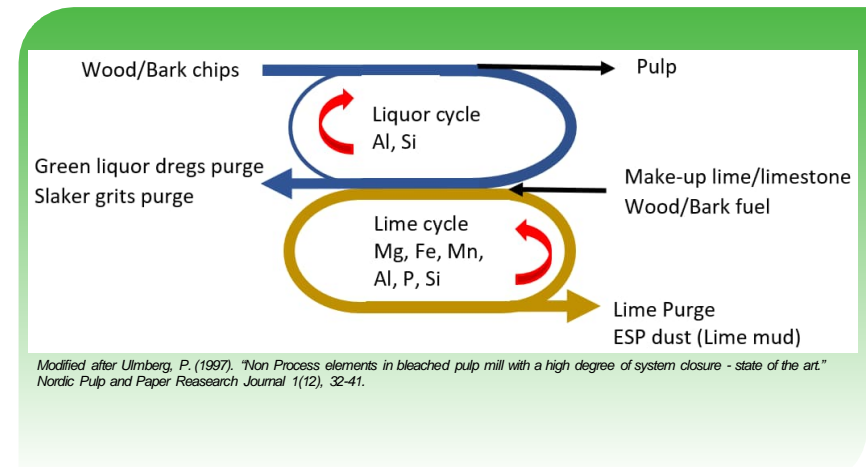 Wood/Bark chips
Pulp
Liquor cycle
Al, Si
Green liquor dregs purge
Slaker grits purge
Make-up lime/limestone
Wood/Bark fuel
Lime cycle
Mg, Fe, Mn,
Al, P, Si
Lime Purge
ESP dust (Lime mud)
Modified after Ulmberg, P. (1997). “Non Process elements in bleached pulp mill with a high degree of system closure - state of the art.”
Nordic Pulp and Paper Reasearch Journal 1(12), 32-41.